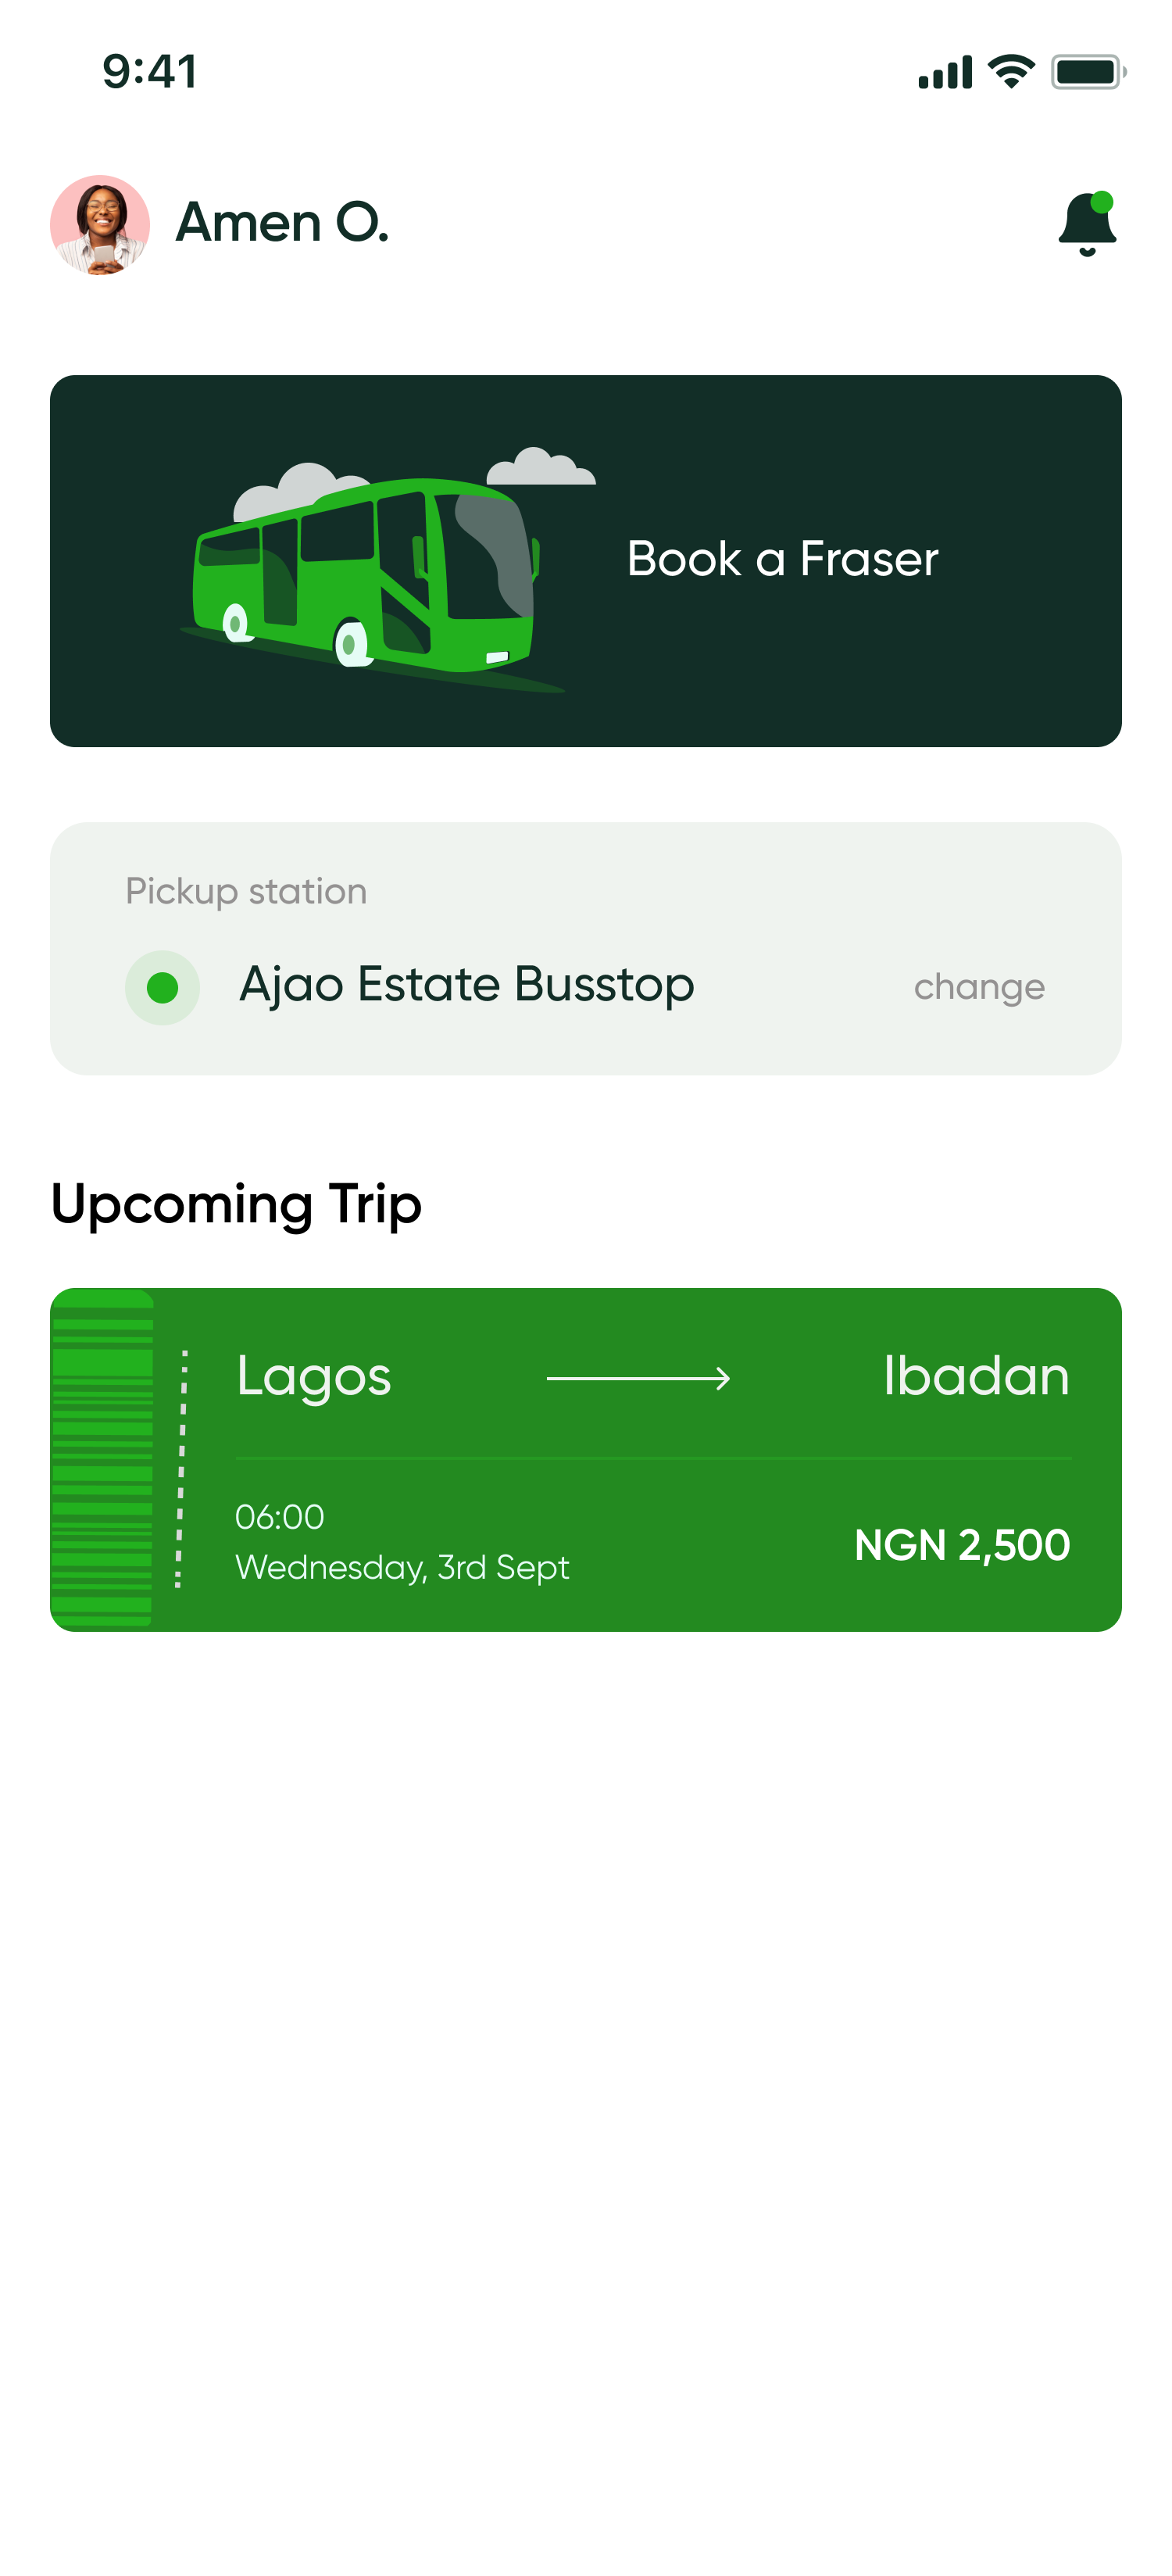 9:41
Amen O.
Book a Fraser
Pickup station
Ajao Estate Busstop
change
Upcoming Trip
Lagos
Ibadan
06:00
Wednesday, 3rd Sept
NGN 2,500